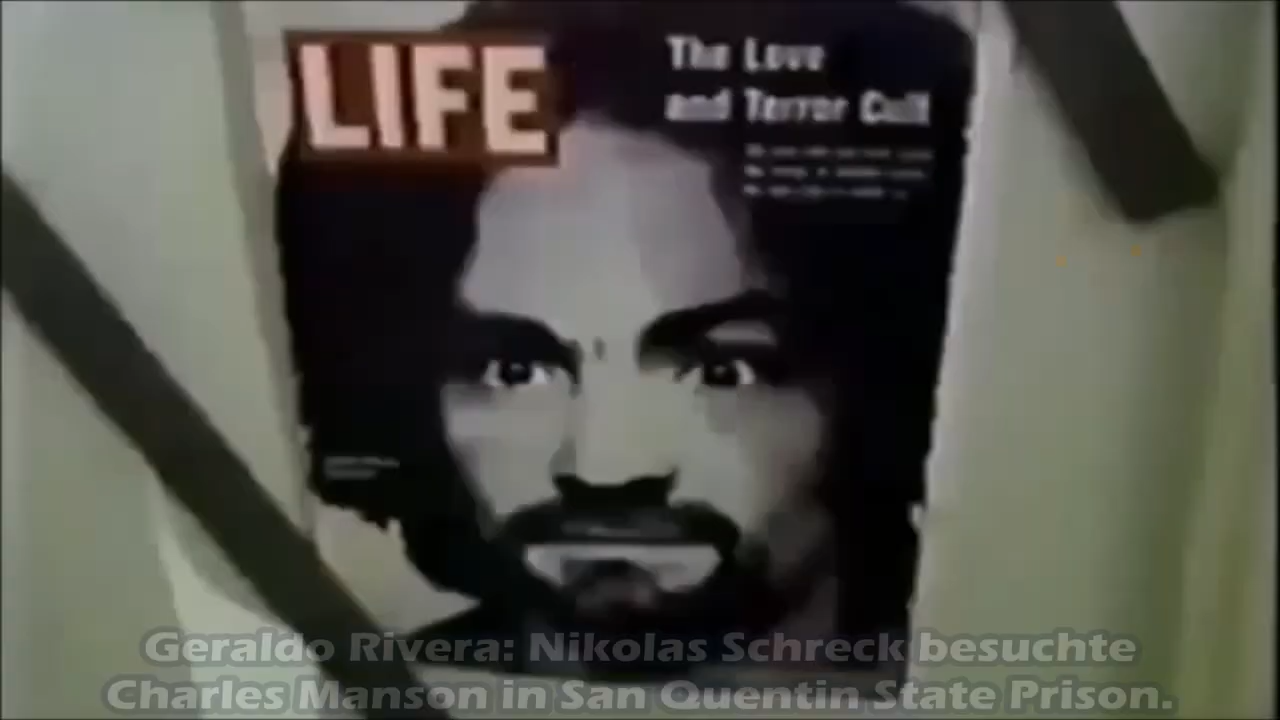 LIFE
The Love
and Terror Cult
Geraldo Rivera: Nikolas Schreck besuchte
Charles Manson in San Quentin State Prison.